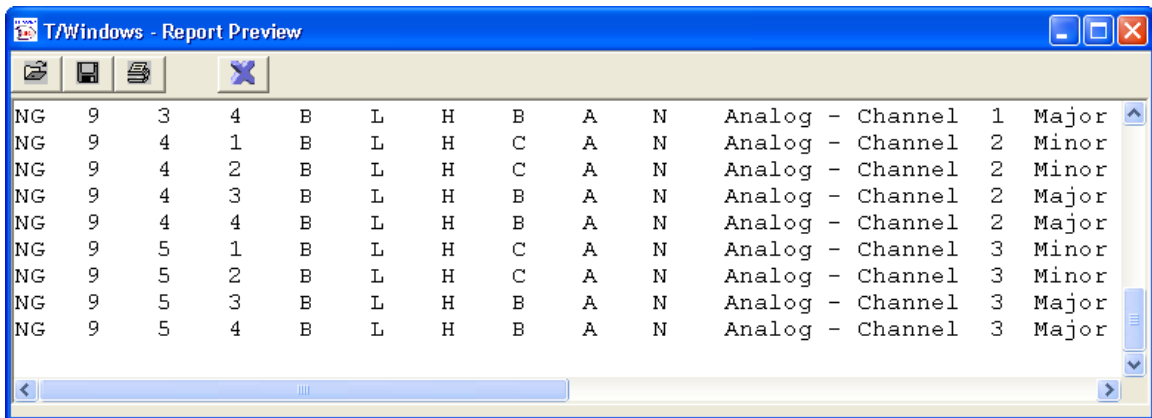 T/Windows - Report Preview
NG 9 3 4 B L H B A N Analog - Channel 1 Major
NG 9 4 1 B L H C A N Analog - Channel 2 Minor
NG 9 4 2 B L H C A N Analog - Channel 2 Minor
NG 9 4 3 B L H B A N Analog - Channel 2 Major
NG 9 4 4 B L H B A N Analog - Channel 2 Major
NG 9 5 1 B L H C A N Analog - Channel 3 Minor
NG 9 5 2 B L H C A N Analog - Channel 3 Minor
NG 9 5 3 B L H B A N Analog - Channel 3 Major
NG 9 5 4 B L H B A N Analog - Channel 3 Major